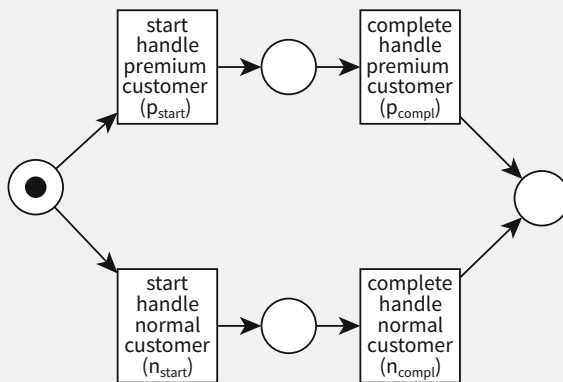 start
handle
premium
customer
(pstart)
complete
handle
premium
customer
(pcompl)
start
handle
normal
customer
(nstart)
complete
handle
normal
customer
(ncompl)